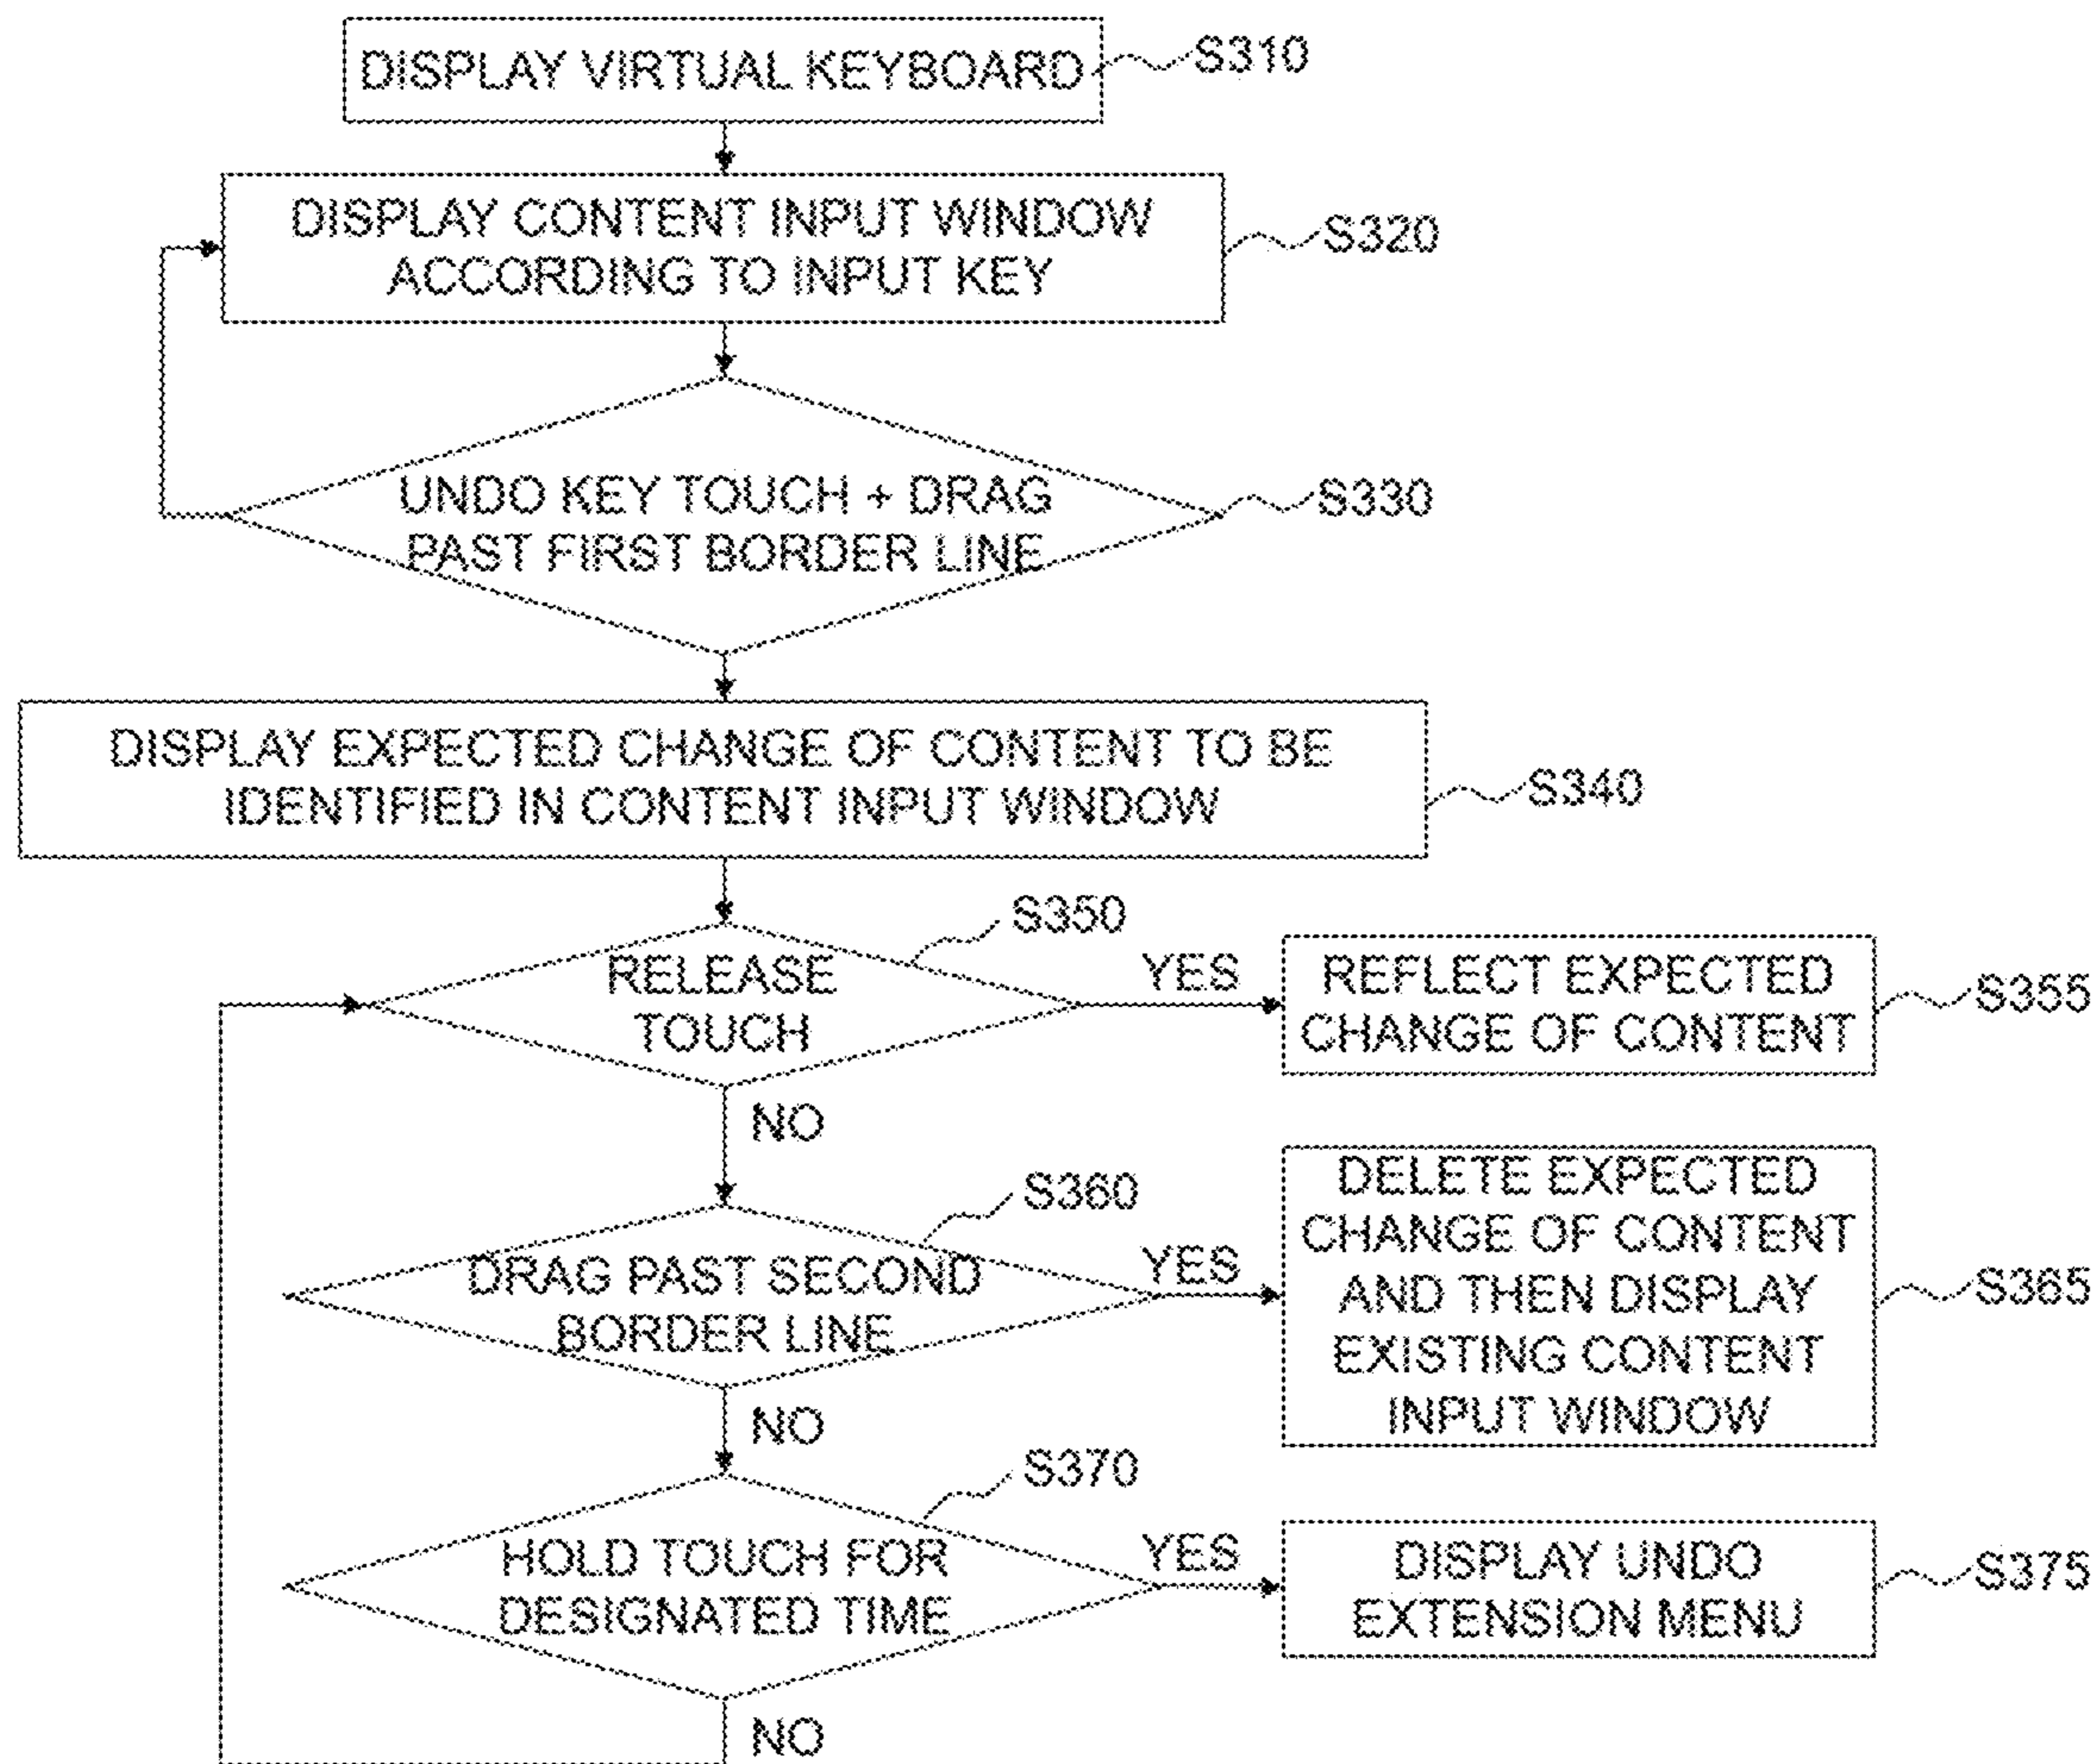 DISPLAY VIRTUAL KEYBOARD
S310
DISPLAY CONTENT INPUT WINDOW
ACCORDING TO INPUT KEY
S320
UNDO KEY TOUCH + DRAG
PAST FIRST BORDER LINE
S330
DISPLAY EXPECTED CHANGE OF CONTENT TO BE
IDENTIFIED IN CONTENT INPUT WINDOW
S340
S350
RELEASE
TOUCH
YES
REFLECT EXPECTED
CHANGE OF CONTENT
S355
NO
S360
DRAG PAST SECOND
BORDER LINE
YES
DELETE EXPECTED
CHANGE OF CONTENT
AND THEN DISPLAY
EXISTING CONTENT
INPUT WINDOW
S365
NO
S370
HOLD TOUCH FOR
DESIGNATED TIME
YES
DISPLAY UNDO
EXTENSION MENU
S375
NO